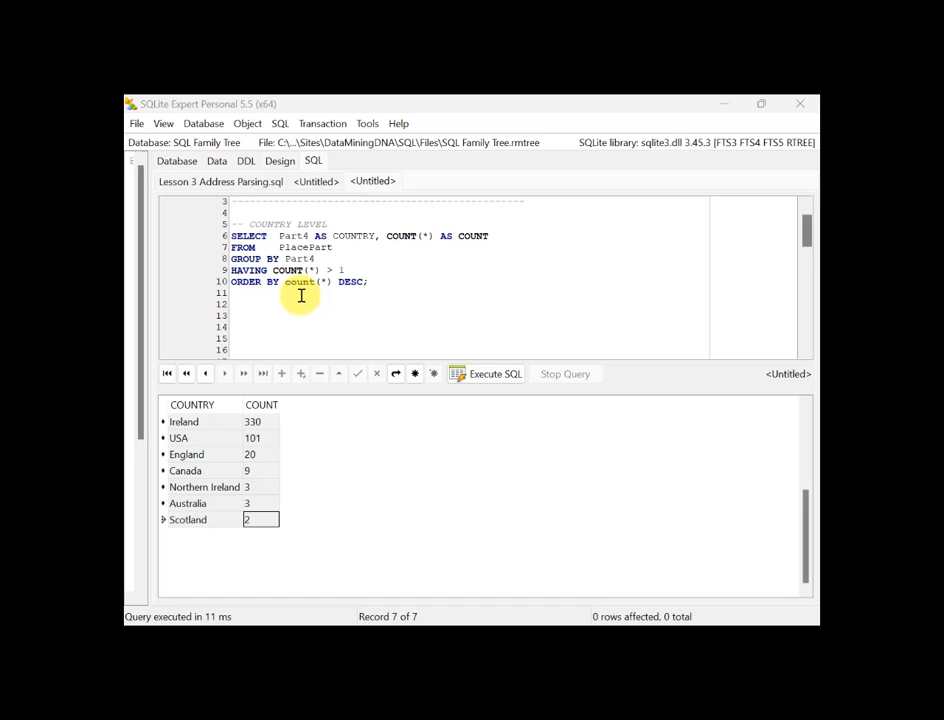 SQLite Expert Personal 5.5 (x64)
File View Database Object SQL Transaction Tools Help
Database: SQL Family Tree File: C:\...\Sites\DataMiningDNA\SQL\Files\SQL Family Tree.rmtree SQLite library: sqlite3.dll 3.45.3 [FTS3 FTS4 FTS5 RTREE]
Database Data DDL Design SQL
Lesson 3 Address Parsing.sql <Untitled> <Untitled>
3 --------------------------------------------------
4
5 -- COUNTRY LEVEL
6 SELECT Part4 AS COUNTRY, COUNT(*) AS COUNT
7 FROM PlacePart
8 GROUP BY Part4
9 HAVING COUNT(*) > 1
10 ORDER BY count(*) DESC;
11
12
13
14
15
16
Execute SQL Stop Query <Untitled>
COUNTRY COUNT
Ireland 330
USA 101
England 20
Canada 9
Northern Ireland 3
Australia 3
Scotland 2
Query executed in 11 ms Record 7 of 7 0 rows affected, 0 total